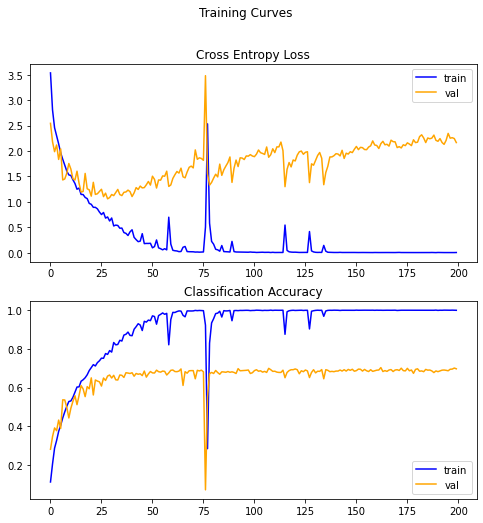 Training Curves
Cross Entropy Loss
3.5
3.0
2.5
2.0
1.5
1.0
0.5
0.0
train
val
0 25 50 75 100 125 150 175 200
Classification Accuracy
1.0
0.8
0.6
0.4
0.2
train
val
0 25 50 75 100 125 150 175 200